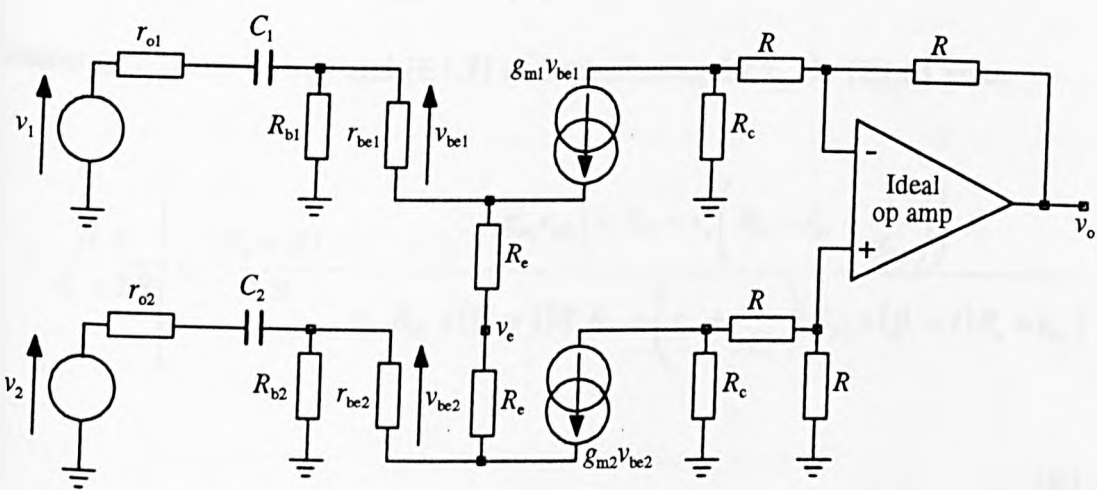 r_o1
C_1
R
R
g_m1 v_be1
v_1
R_b1
r_be1
v_be1
R_c
-
Ideal
op amp
v_o
R_e
+
r_o2
C_2
v_e
R
v_2
R_b2
r_be2
v_be2
R_e
R_c
R
g_m2 v_be2